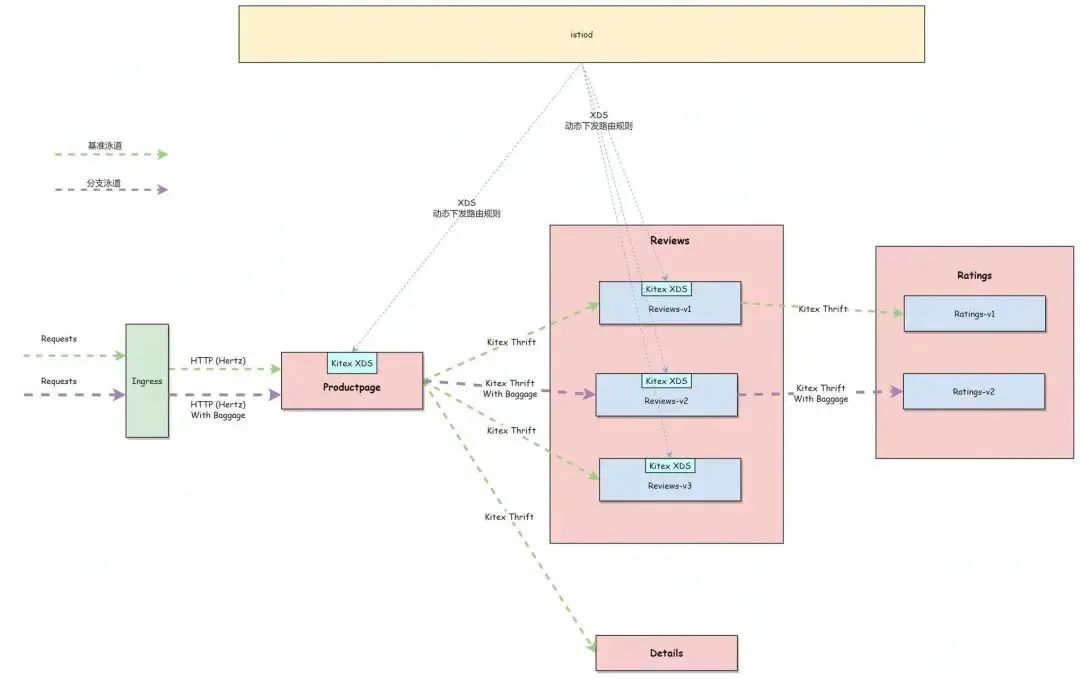 istiod
XDS
动态下发路由规则
基准泳道
分支泳道
XDS
动态下发路由规则
Reviews
Kitex XDS
Reviews-v1
Ratings
Kitex Thrift
Ratings-v1
Requests
Requests
Ingress
HTTP (Hertz)
HTTP (Hertz)
With Baggage
Kitex XDS
Productpage
Kitex Thrift
Kitex Thrift
With Baggage
Kitex XDS
Reviews-v2
Kitex Thrift
With Baggage
Ratings-v2
Kitex Thrift
Kitex XDS
Reviews-v3
Kitex Thrift
Details